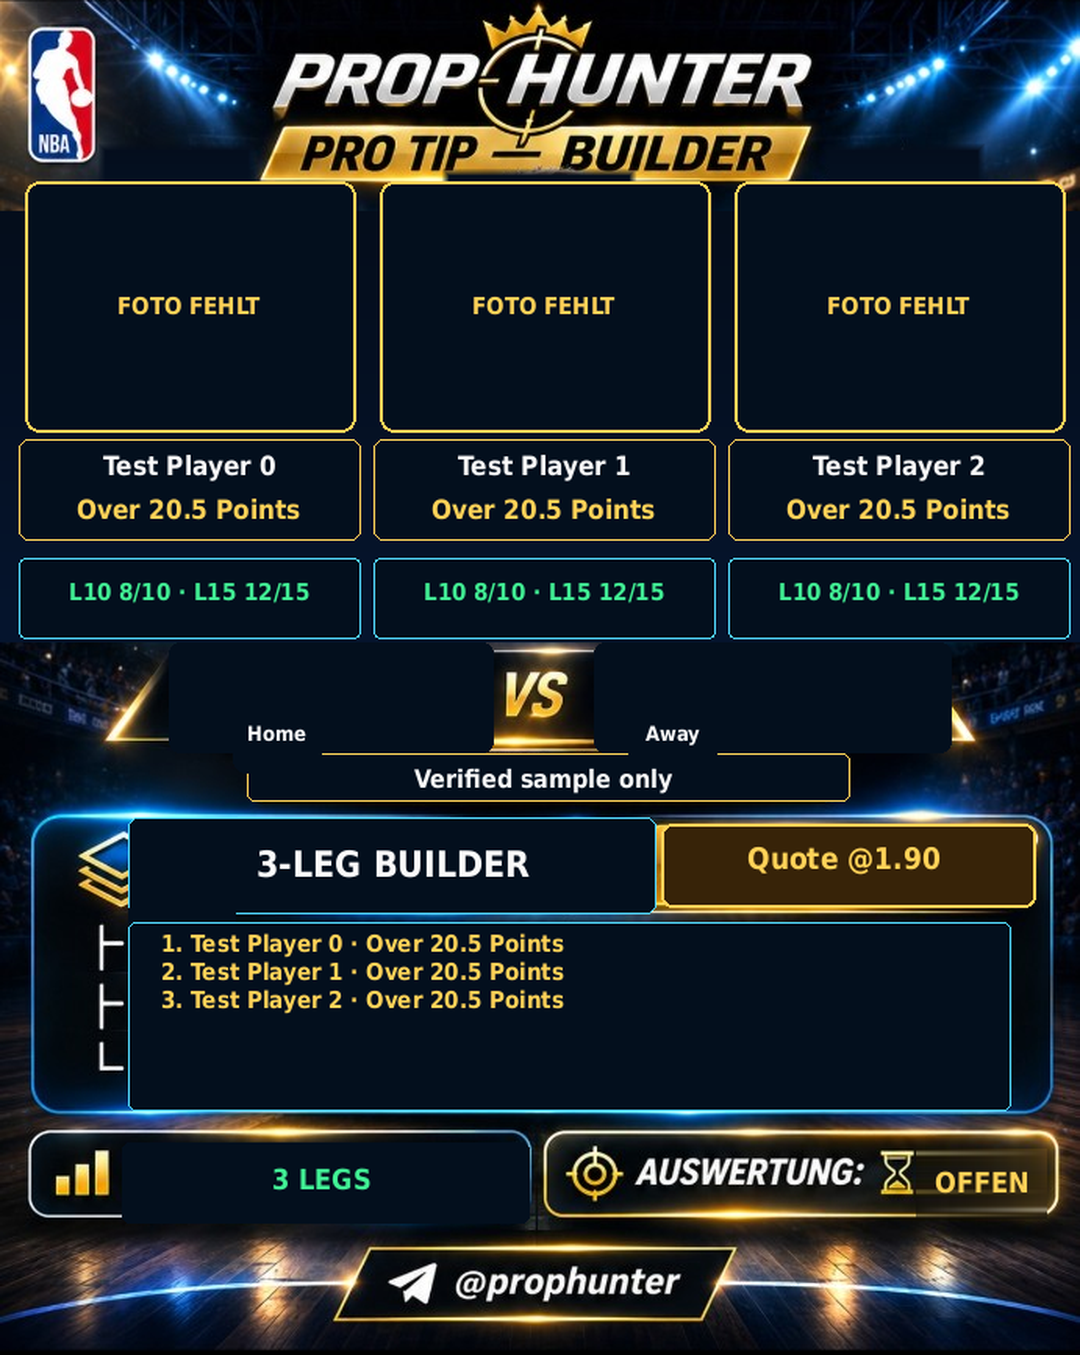 NBA
PROP HUNTER
PRO TIP — BUILDER
FOTO FEHLT
FOTO FEHLT
FOTO FEHLT
Test Player 0
Over 20.5 Points
Test Player 1
Over 20.5 Points
Test Player 2
Over 20.5 Points
L10 8/10 · L15 12/15
L10 8/10 · L15 12/15
L10 8/10 · L15 12/15
Home
VS
Away
Verified sample only
3-LEG BUILDER
Quote @1.90
1. Test Player 0 · Over 20.5 Points
2. Test Player 1 · Over 20.5 Points
3. Test Player 2 · Over 20.5 Points
3 LEGS
AUSWERTUNG: OFFEN
@prophunter